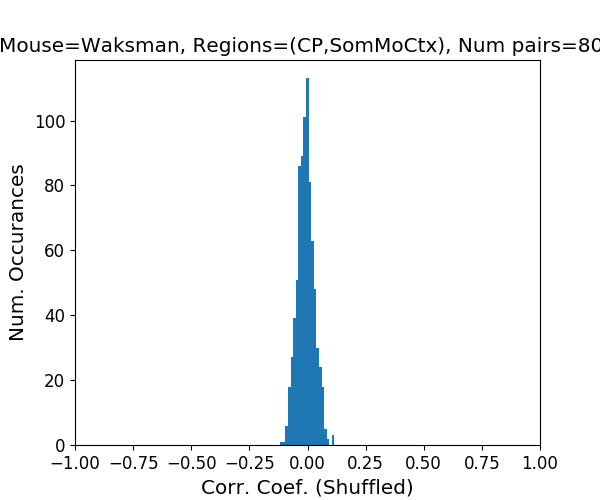 Mouse=Waksman, Regions=(CP,SomMoCtx), Num pairs=80
Num. Occurances
100
80
60
40
20
0
−1.00 −0.75 −0.50 −0.25 0.00 0.25 0.50 0.75 1.00
Corr. Coef. (Shuffled)